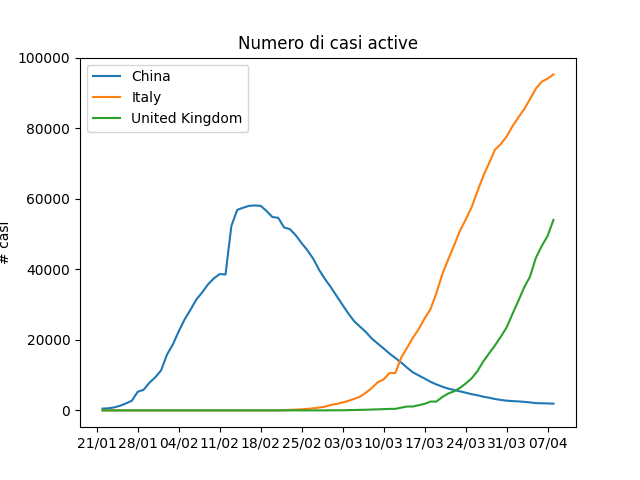 Numero di casi active
China
Italy
United Kingdom
# casi
100000
80000
60000
40000
20000
0
21/01 28/01 04/02 11/02 18/02 25/02 03/03 10/03 17/03 24/03 31/03 07/04